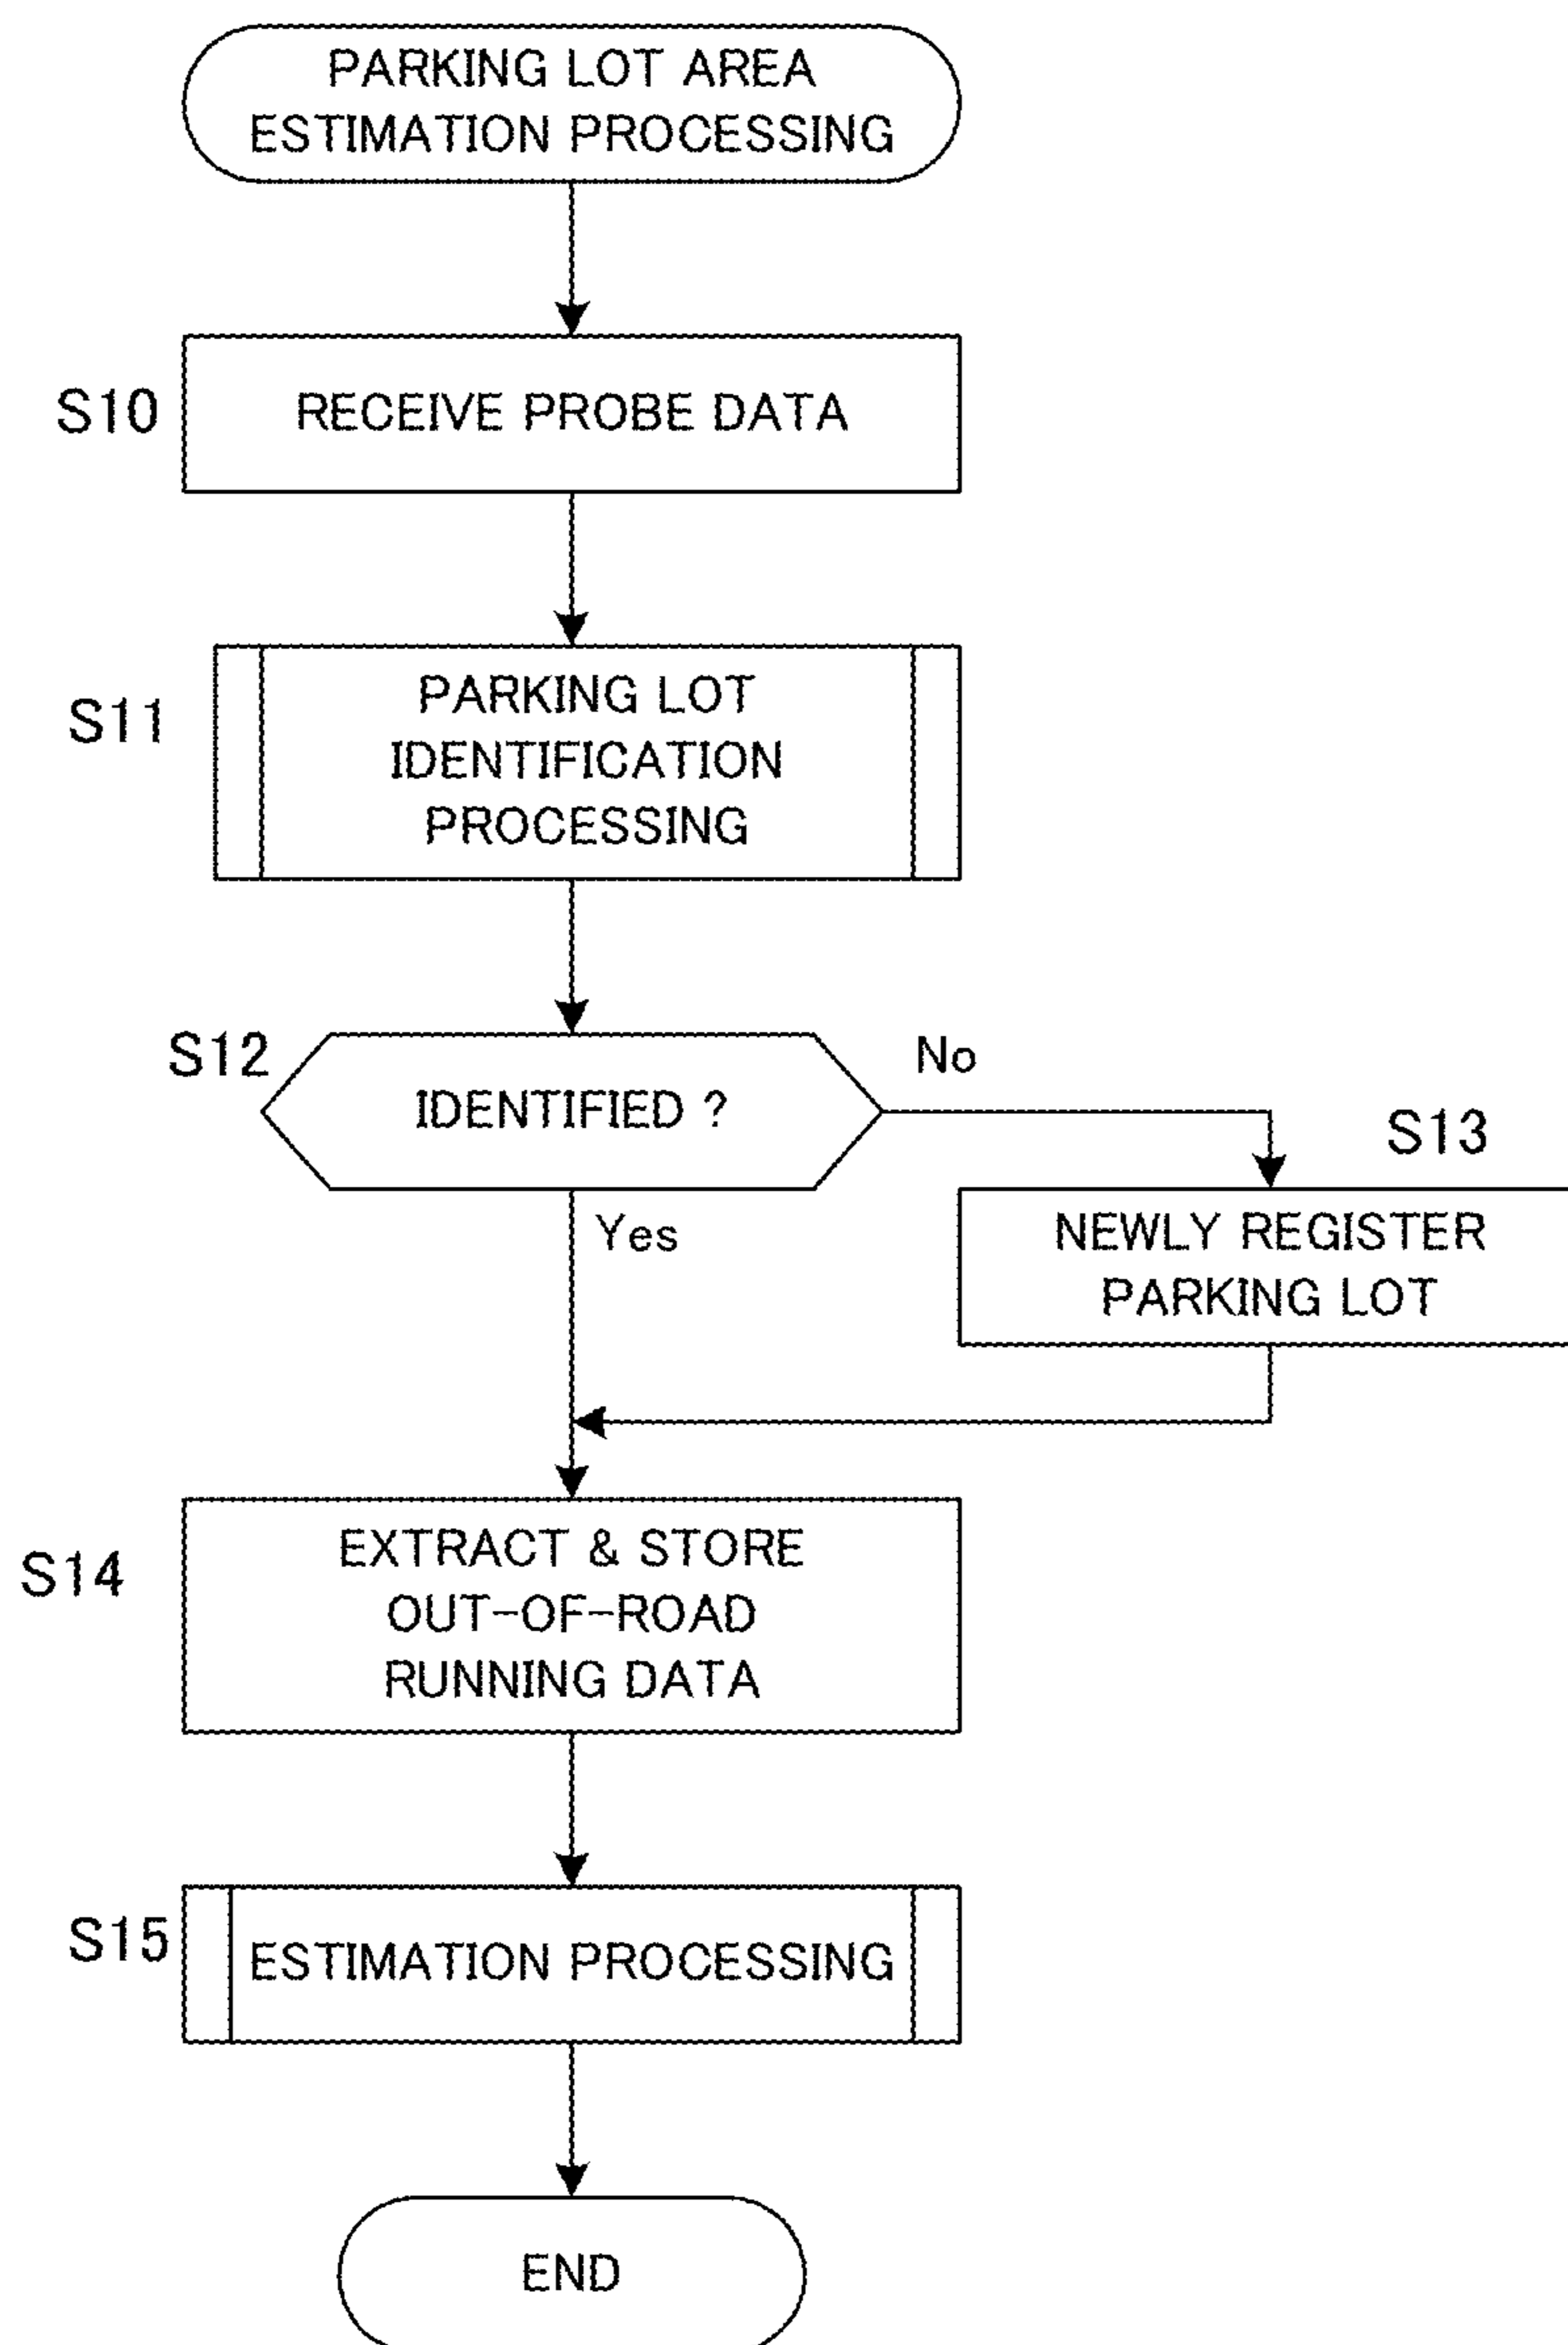 PARKING LOT AREA
ESTIMATION PROCESSING
S10
RECEIVE PROBE DATA
S11
PARKING LOT
IDENTIFICATION
PROCESSING
S12
IDENTIFIED ?
No
S13
Yes
NEWLY REGISTER
PARKING LOT
S14
EXTRACT & STORE
OUT-OF-ROAD
RUNNING DATA
S15
ESTIMATION PROCESSING
END